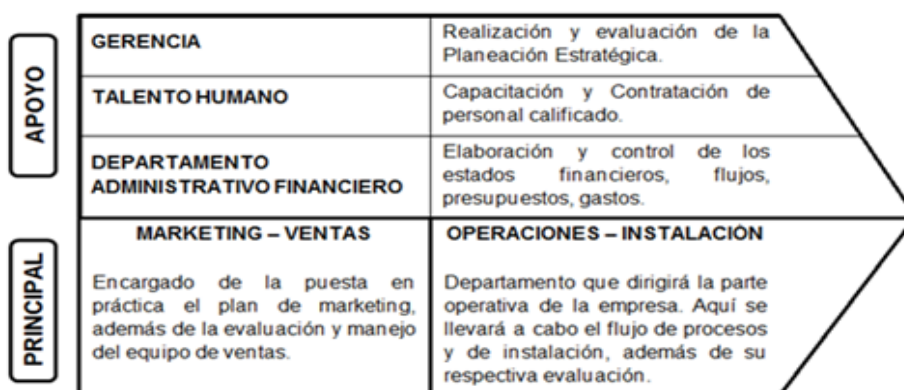 APOYO
GERENCIA
Realización y evaluación de la
Planeación Estratégica.
TALENTO HUMANO
Capacitación y Contratación de
personal calificado.
DEPARTAMENTO
ADMINISTRATIVO FINANCIERO
Elaboración y control de los
estados financieros, flujos,
presupuestos, gastos.
PRINCIPAL
MARKETING – VENTAS
Encargado de la puesta en
práctica el plan de marketing,
además de la evaluación y manejo
del equipo de ventas.
OPERACIONES – INSTALACIÓN
Departamento que dirigirá la parte
operativa de la empresa. Aquí se
llevará a cabo el flujo de procesos
y de instalación, además de su
respectiva evaluación.